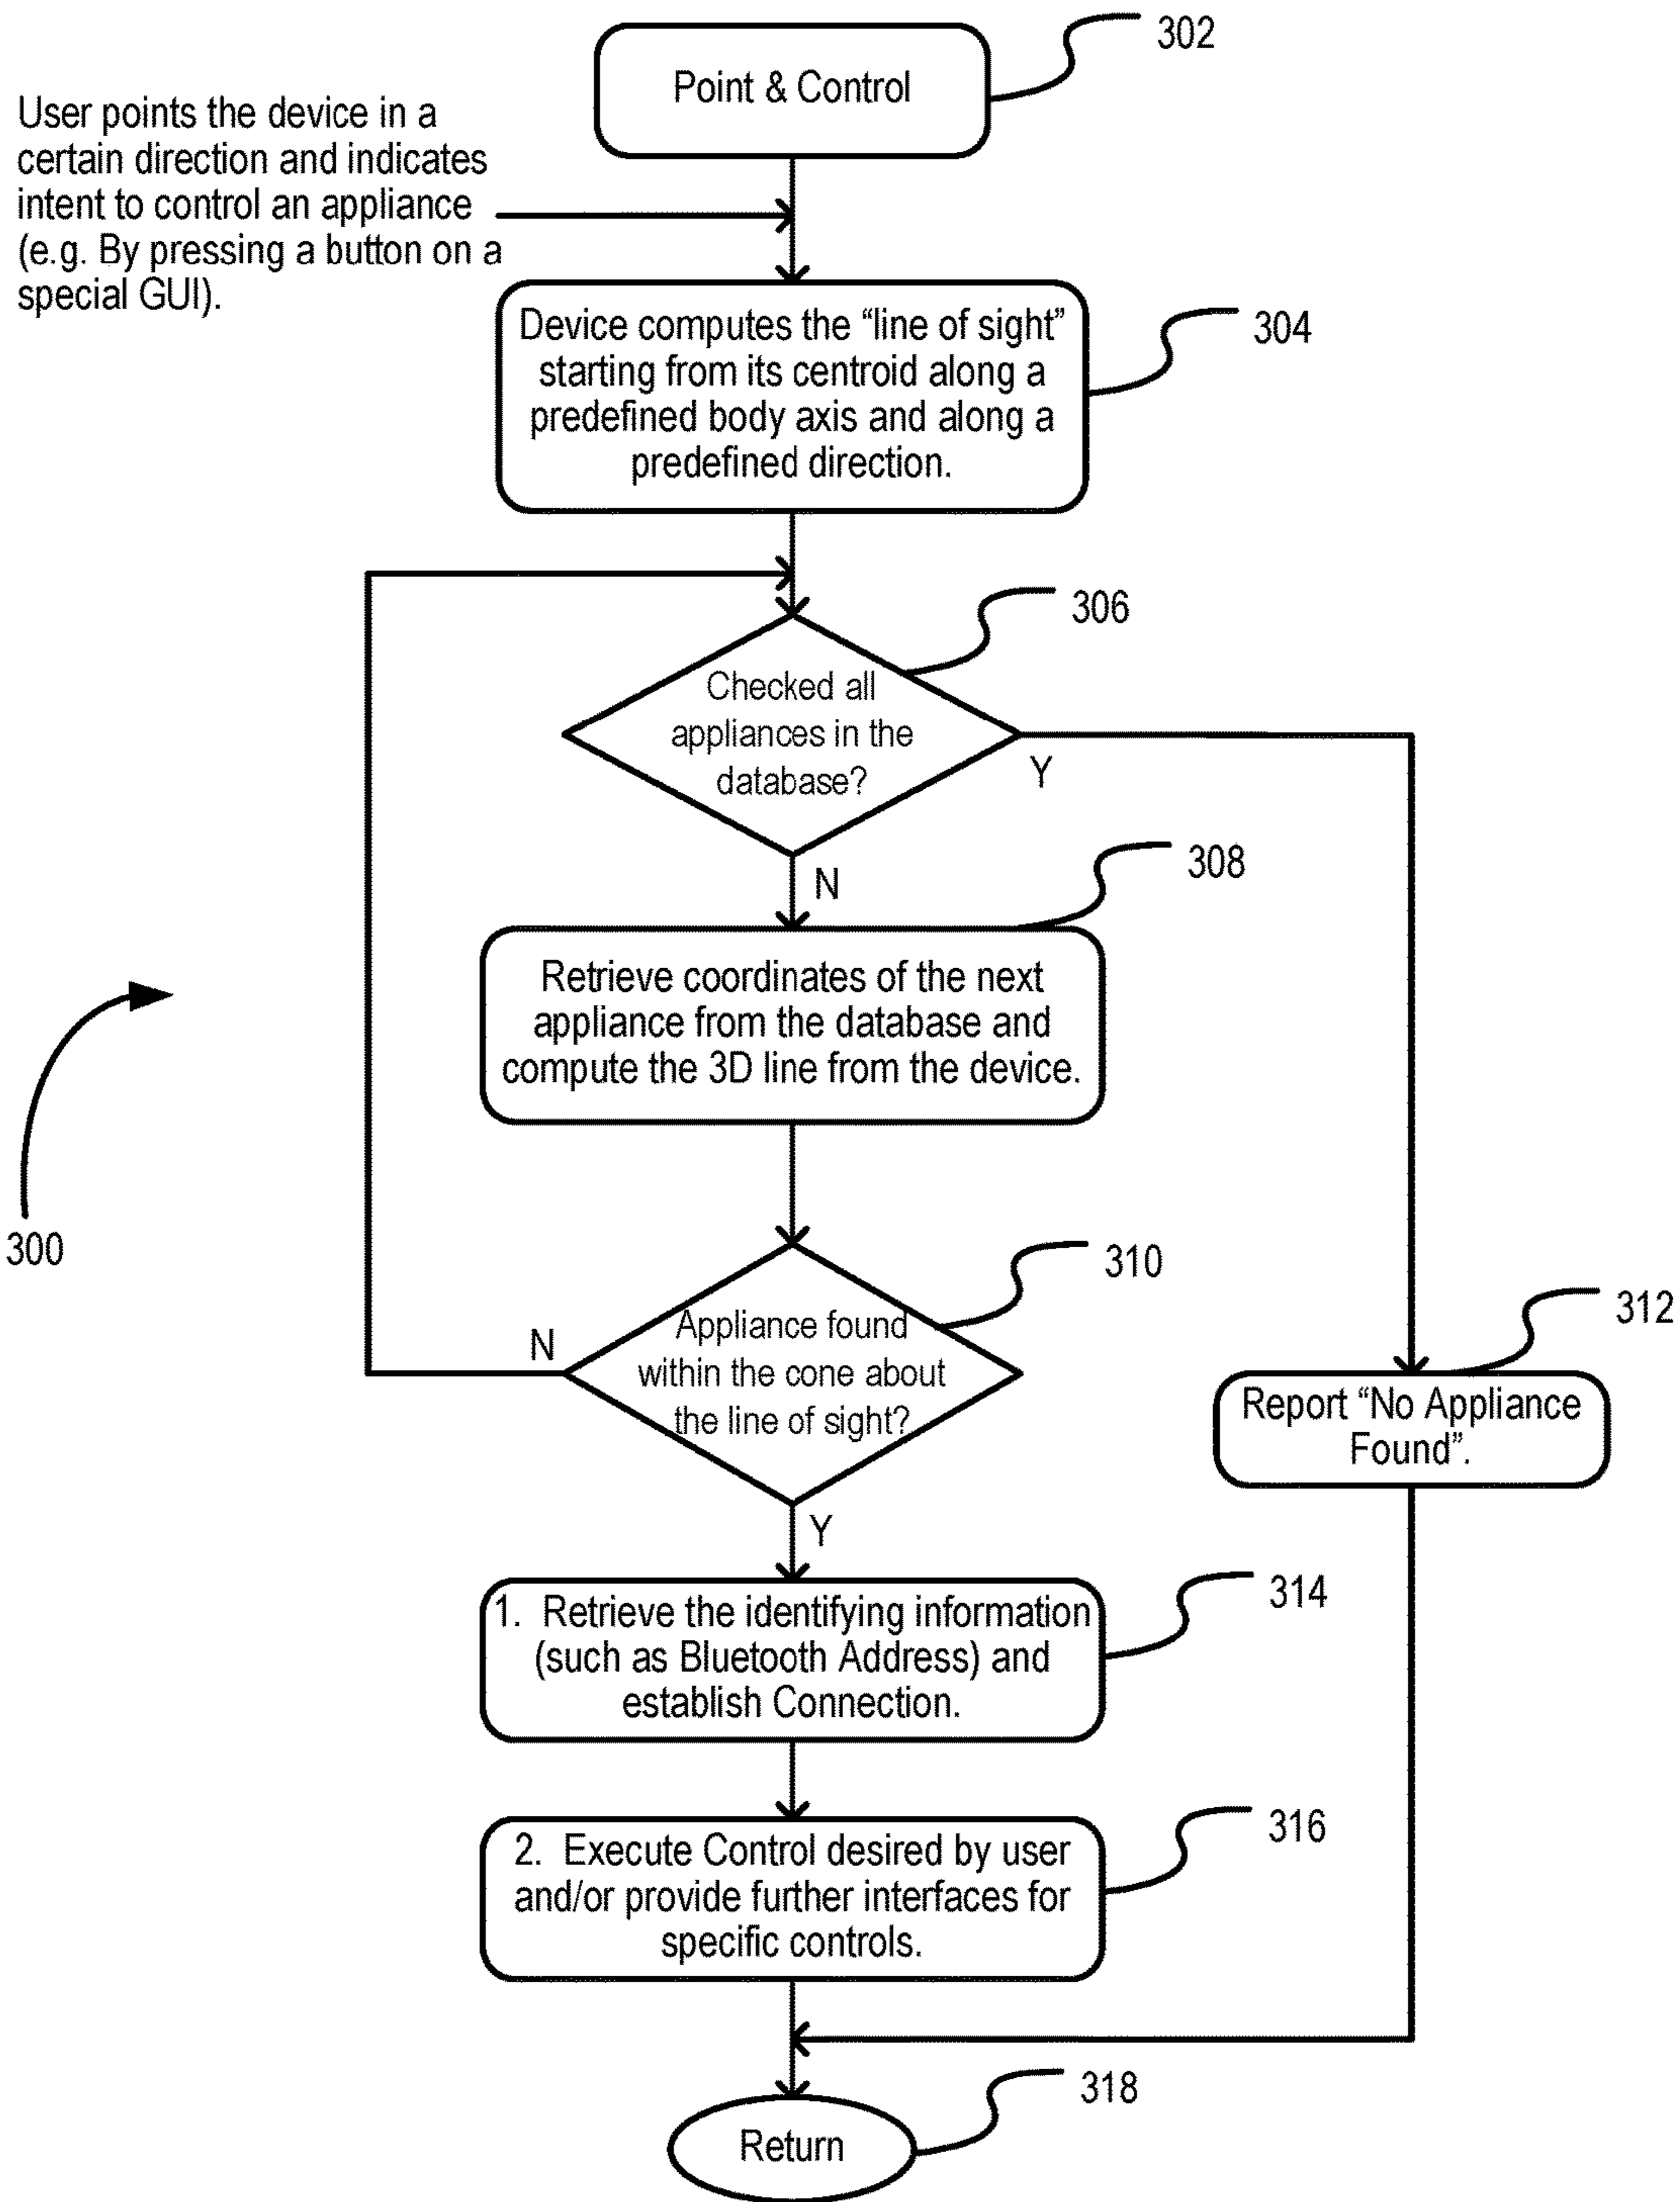 302
Point & Control
User points the device in a
certain direction and indicates
intent to control an appliance
(e.g. By pressing a button on a
special GUI).
304
Device computes the “line of sight”
starting from its centroid along a
predefined body axis and along a
predefined direction.
306
Checked all
appliances in the
database?
Y
N
308
Retrieve coordinates of the next
appliance from the database and
compute the 3D line from the device.
300
310
Appliance found
within the cone about
the line of sight?
N
Y
312
Report “No Appliance
Found”.
314
1. Retrieve the identifying information
(such as Bluetooth Address) and
establish Connection.
316
2. Execute Control desired by user
and/or provide further interfaces for
specific controls.
318
Return